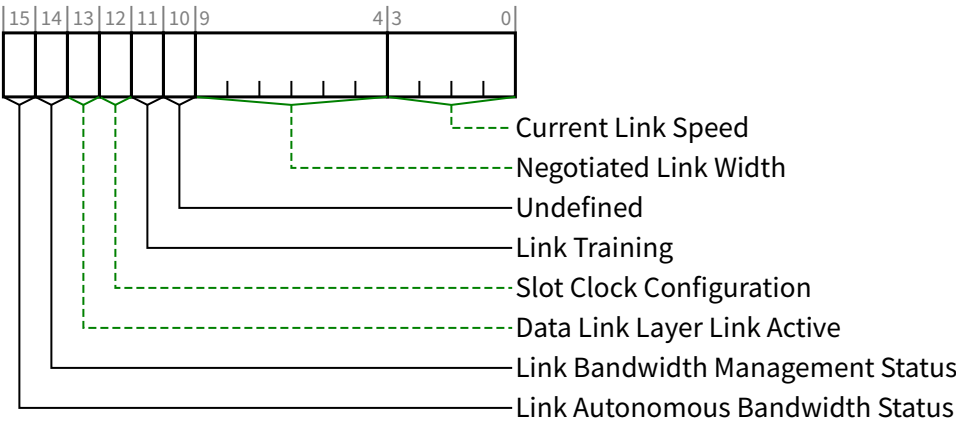 15 14 13 12 11 10 9 4 3 0
Current Link Speed
Negotiated Link Width
Undefined
Link Training
Slot Clock Configuration
Data Link Layer Link Active
Link Bandwidth Management Status
Link Autonomous Bandwidth Status